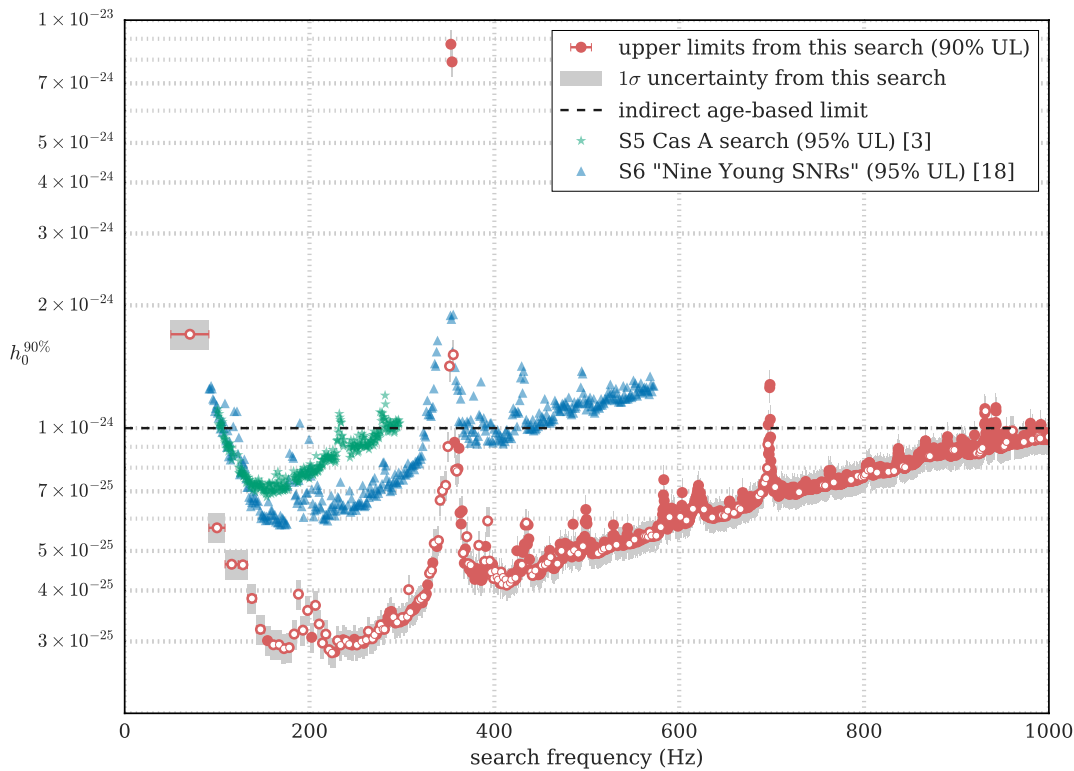 1 × 10⁻²³
7 × 10⁻²⁴
5 × 10⁻²⁴
4 × 10⁻²⁴
3 × 10⁻²⁴
2 × 10⁻²⁴
1 × 10⁻²⁴
7 × 10⁻²⁵
5 × 10⁻²⁵
4 × 10⁻²⁵
3 × 10⁻²⁵
h₀^90%
upper limits from this search (90% UL)
1σ uncertainty from this search
indirect age-based limit
S5 Cas A search (95% UL) [3]
S6 "Nine Young SNRs" (95% UL) [18]
0 200 400 600 800 1000
search frequency (Hz)